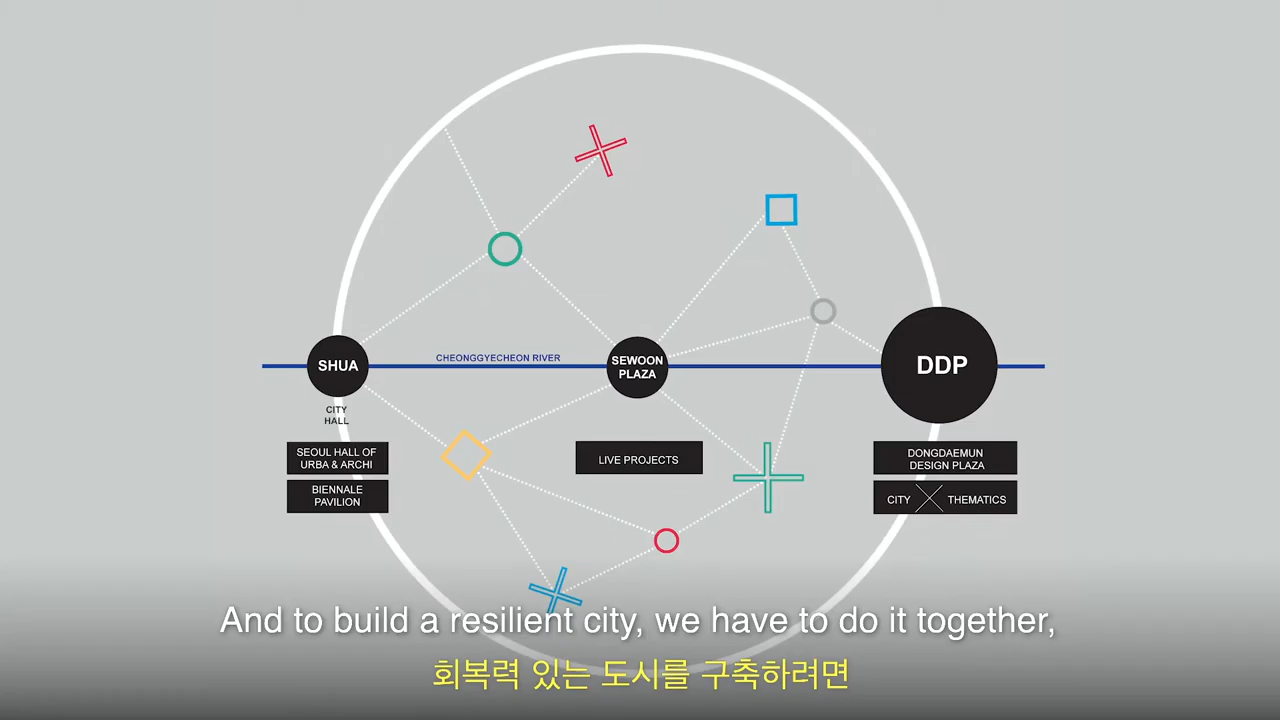 CHEONGGYECHEON RIVER
SHUA
SEWOON
PLAZA
DDP
CITY
HALL
SEOUL HALL OF
URBA & ARCHI
BIENNALE
PAVILION
LIVE PROJECTS
DONGDAEMUN
DESIGN PLAZA
CITY THEMATICS
And to build a resilient city, we have to do it together,
회복력 있는 도시를 구축하려면